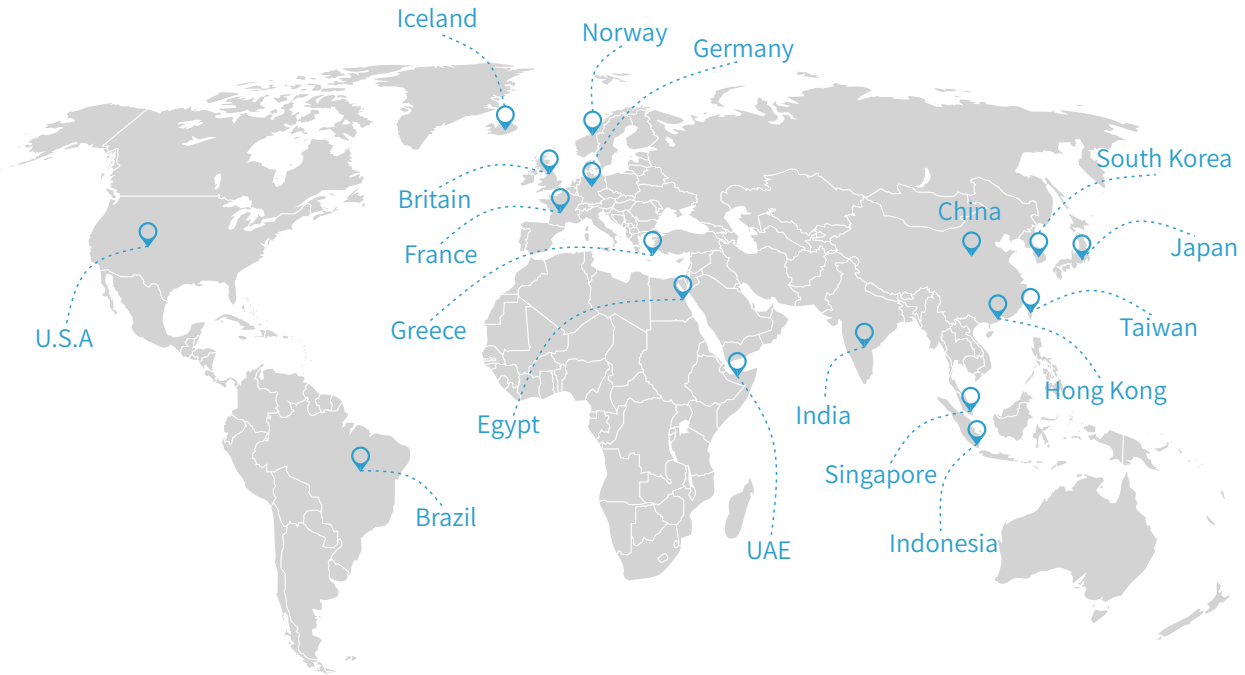 Iceland
Norway
Germany
South Korea
Britain
China
France
Japan
Greece
Taiwan
U.S.A
Hong Kong
India
Egypt
Singapore
Brazil
Indonesia
UAE